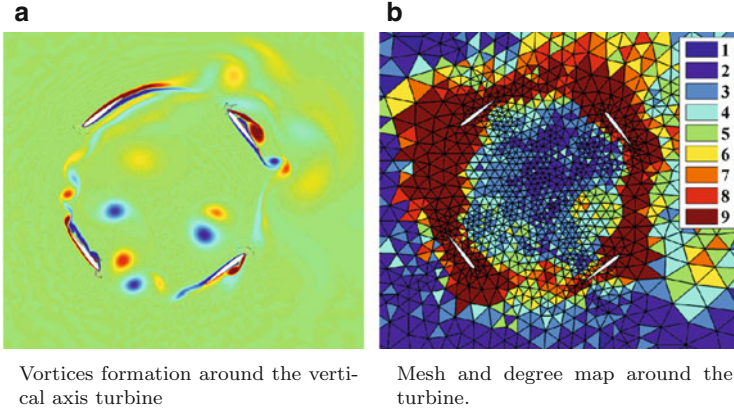 a
b
1
2
3
4
5
6
7
8
9
Vortices formation around the verti-
cal axis turbine
Mesh and degree map around the
turbine.